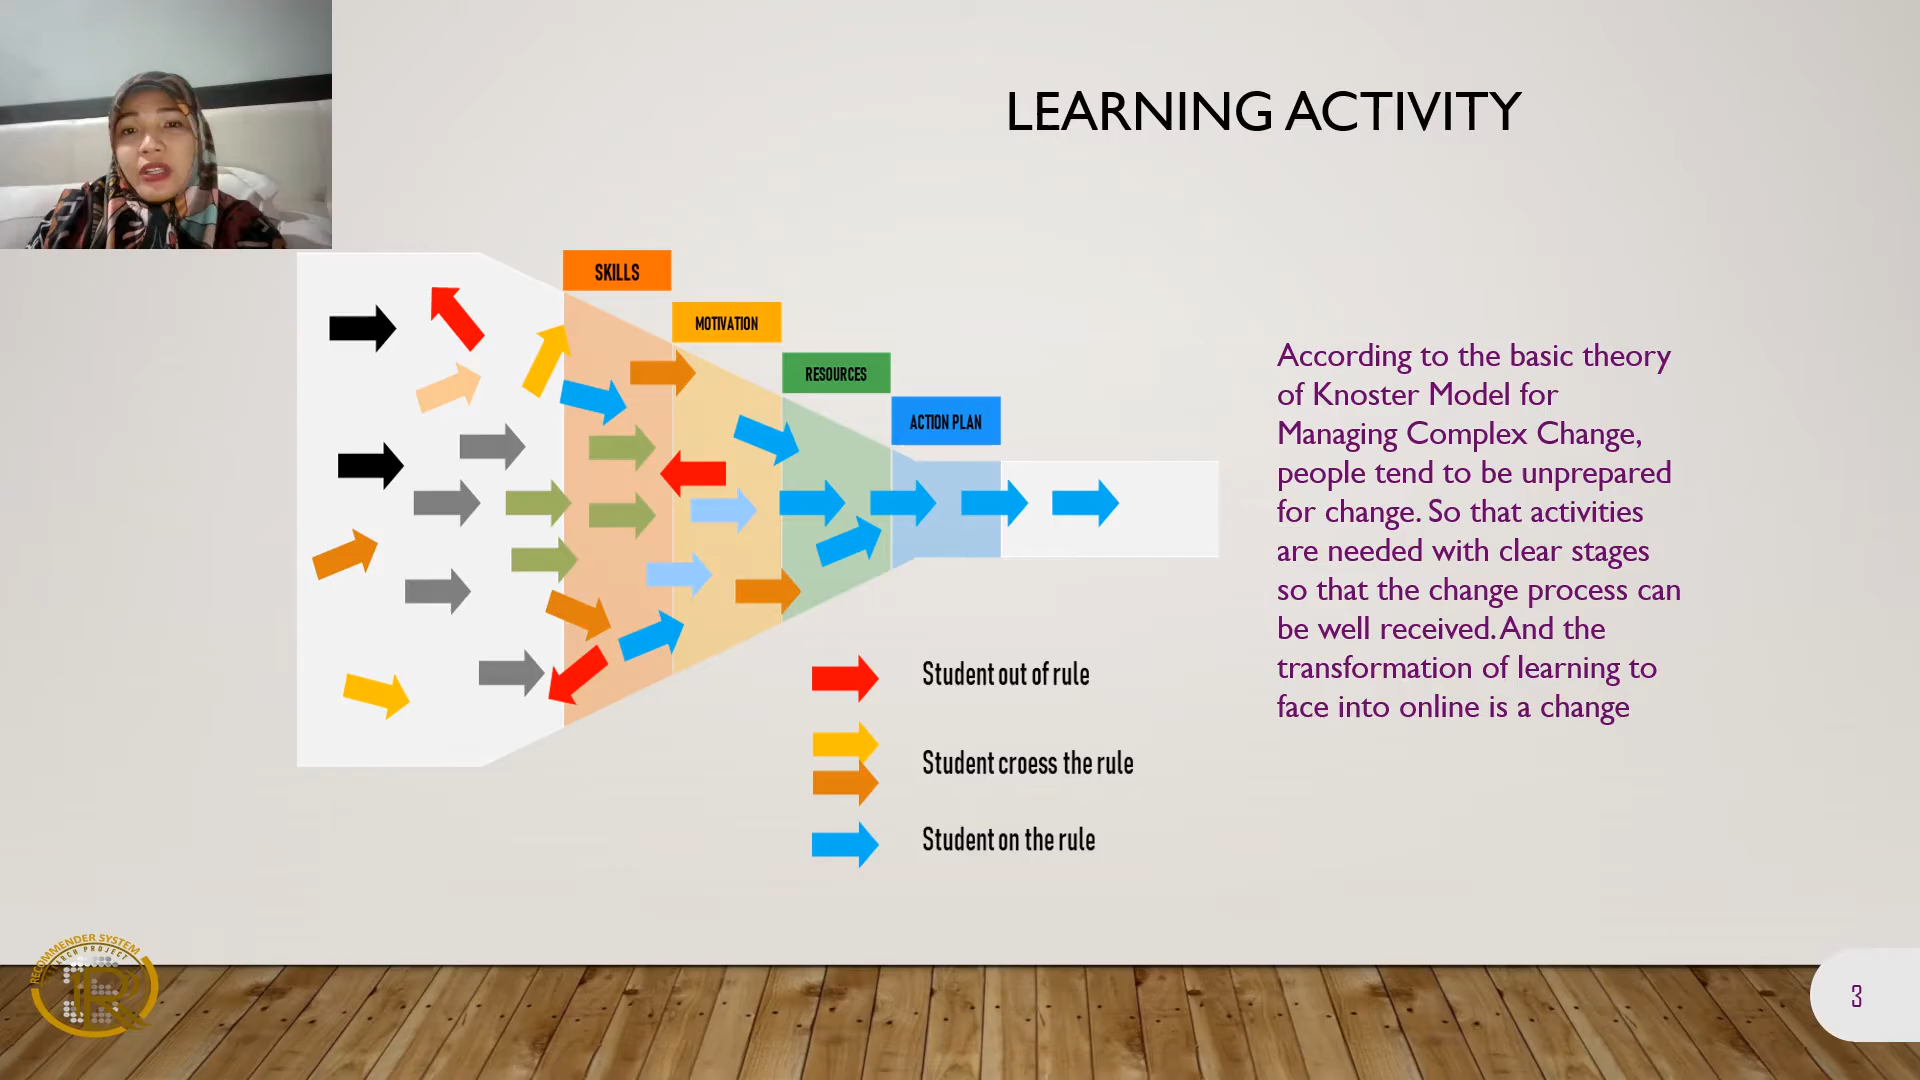 LEARNING ACTIVITY
SKILLS
MOTIVATION
RESOURCES
ACTION PLAN
According to the basic theory
of Knoster Model for
Managing Complex Change,
people tend to be unprepared
for change. So that activities
are needed with clear stages
so that the change process can
be well received. And the
transformation of learning to
face into online is a change
Student out of rule
Student croess the rule
Student on the rule
RECOMMENDER SYSTEM
3